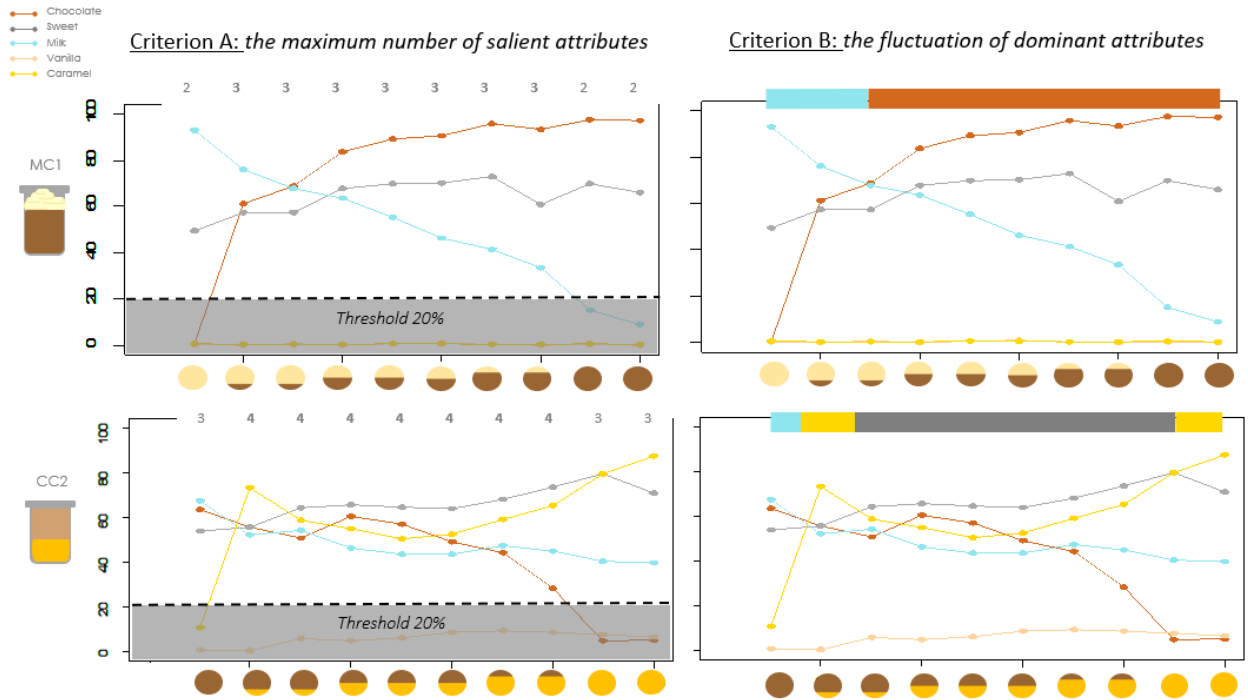 Chocolate
Sweet
Milk
Vanilla
Caramel
Criterion A: the maximum number of salient attributes
Criterion B: the fluctuation of dominant attributes
2 3 3 3 3 3 3 3 2 2
MC1
100
80
60
40
20
0
Threshold 20%
3 4 4 4 4 4 4 4 3 3
CC2
100
80
60
40
20
0
Threshold 20%